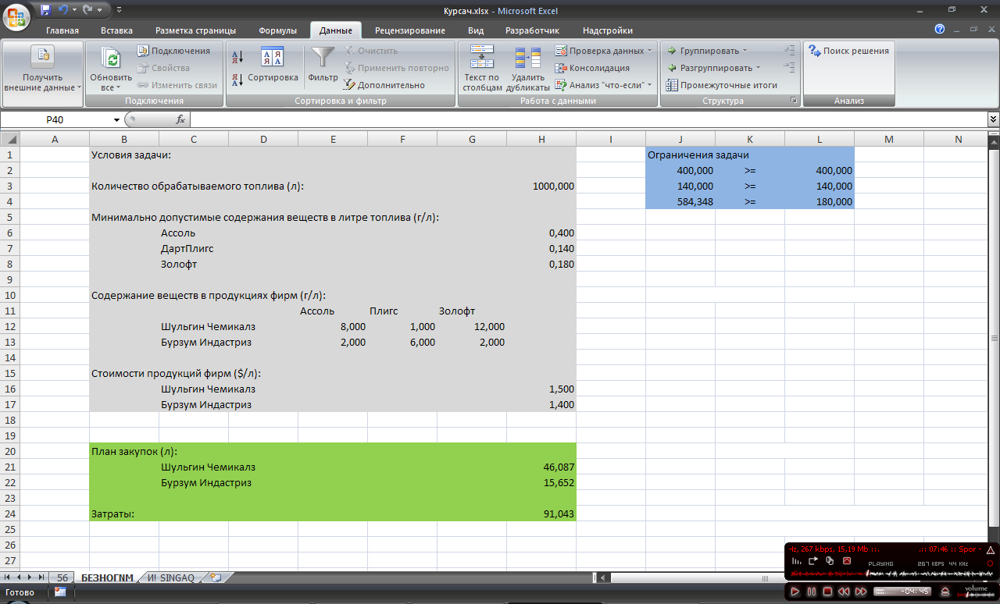 Курсач.xlsx - Microsoft Excel
Главная Вставка Разметка страницы Формулы Данные Рецензирование Вид Разработчик Надстройки
Получить внешние данные
Обновить все
Подключения
Свойства
Изменить связи
Подключения
Сортировка
Фильтр
Очистить
Применить повторно
Дополнительно
Сортировка и фильтр
Текст по столбцам
Удалить дубликаты
Проверка данных
Консолидация
Анализ "что-если"
Работа с данными
Группировать
Разгруппировать
Промежуточные итоги
Структура
Поиск решения
Анализ
P40 fx
A B C D E F G H I J K L M N
1 Условия задачи: Ограничения задачи
2 400,000 >= 400,000
3 Количество обрабатываемого топлива (л): 1000,000 140,000 >= 140,000
4 584,348 >= 180,000
5 Минимально допустимые содержания веществ в литре топлива (г/л):
6 Ассоль 0,400
7 ДартПлигс 0,140
8 Золофт 0,180
9
10 Содержание веществ в продукциях фирм (г/л):
11 Ассоль Плигс Золофт
12 Шульгин Чемикалз 8,000 1,000 12,000
13 Бурзум Индастриз 2,000 6,000 2,000
14
15 Стоимости продукций фирм ($/л):
16 Шульгин Чемикалз 1,500
17 Бурзум Индастриз 1,400
18
19
20 План закупок (л):
21 Шульгин Чемикалз 46,087
22 Бурзум Индастриз 15,652
23
24 Затраты: 91,043
25
26
27
56 БЕЗНОГNМ И! SINGAQ
Готово
Hz, 267 kbps, 15,19 Mb ::. .:: 07:46 :: Spor -
PLAYING 267 KBPS 44 KHz
-04:45 volume